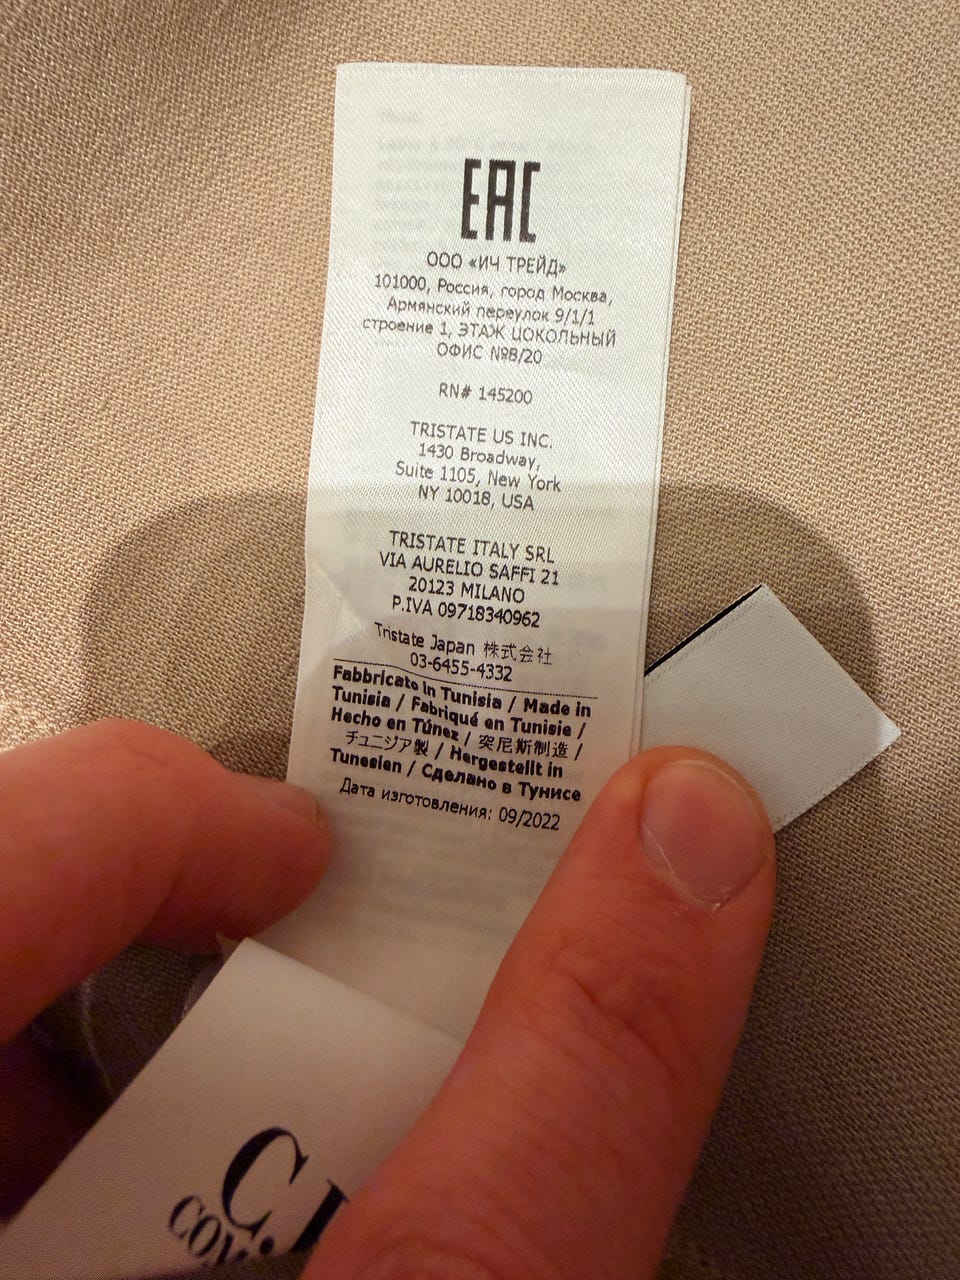 EAC
ООО «ИЧ ТРЕЙД»
101000, Россия, город Москва,
Армянский переулок 9/1/1
строение 1, ЭТАЖ ЦОКОЛЬНЫЙ
ОФИС №8/20
RN# 145200
TRISTATE US INC.
1430 Broadway,
Suite 1105, New York
NY 10018, USA
TRISTATE ITALY SRL
VIA AURELIO SAFFI 21
20123 MILANO
P.IVA 09718340962
Tristate Japan 株式会社
03-6455-4332
Fabbricato in Tunisia / Made in
Tunisia / Fabriqué en Tunisie /
Hecho en Túnez / 突尼斯制造 /
チュニジア製 / Hergestellt in
Tunesien / Сделано в Тунисе
Дата изготовления: 09/2022
C.
COM